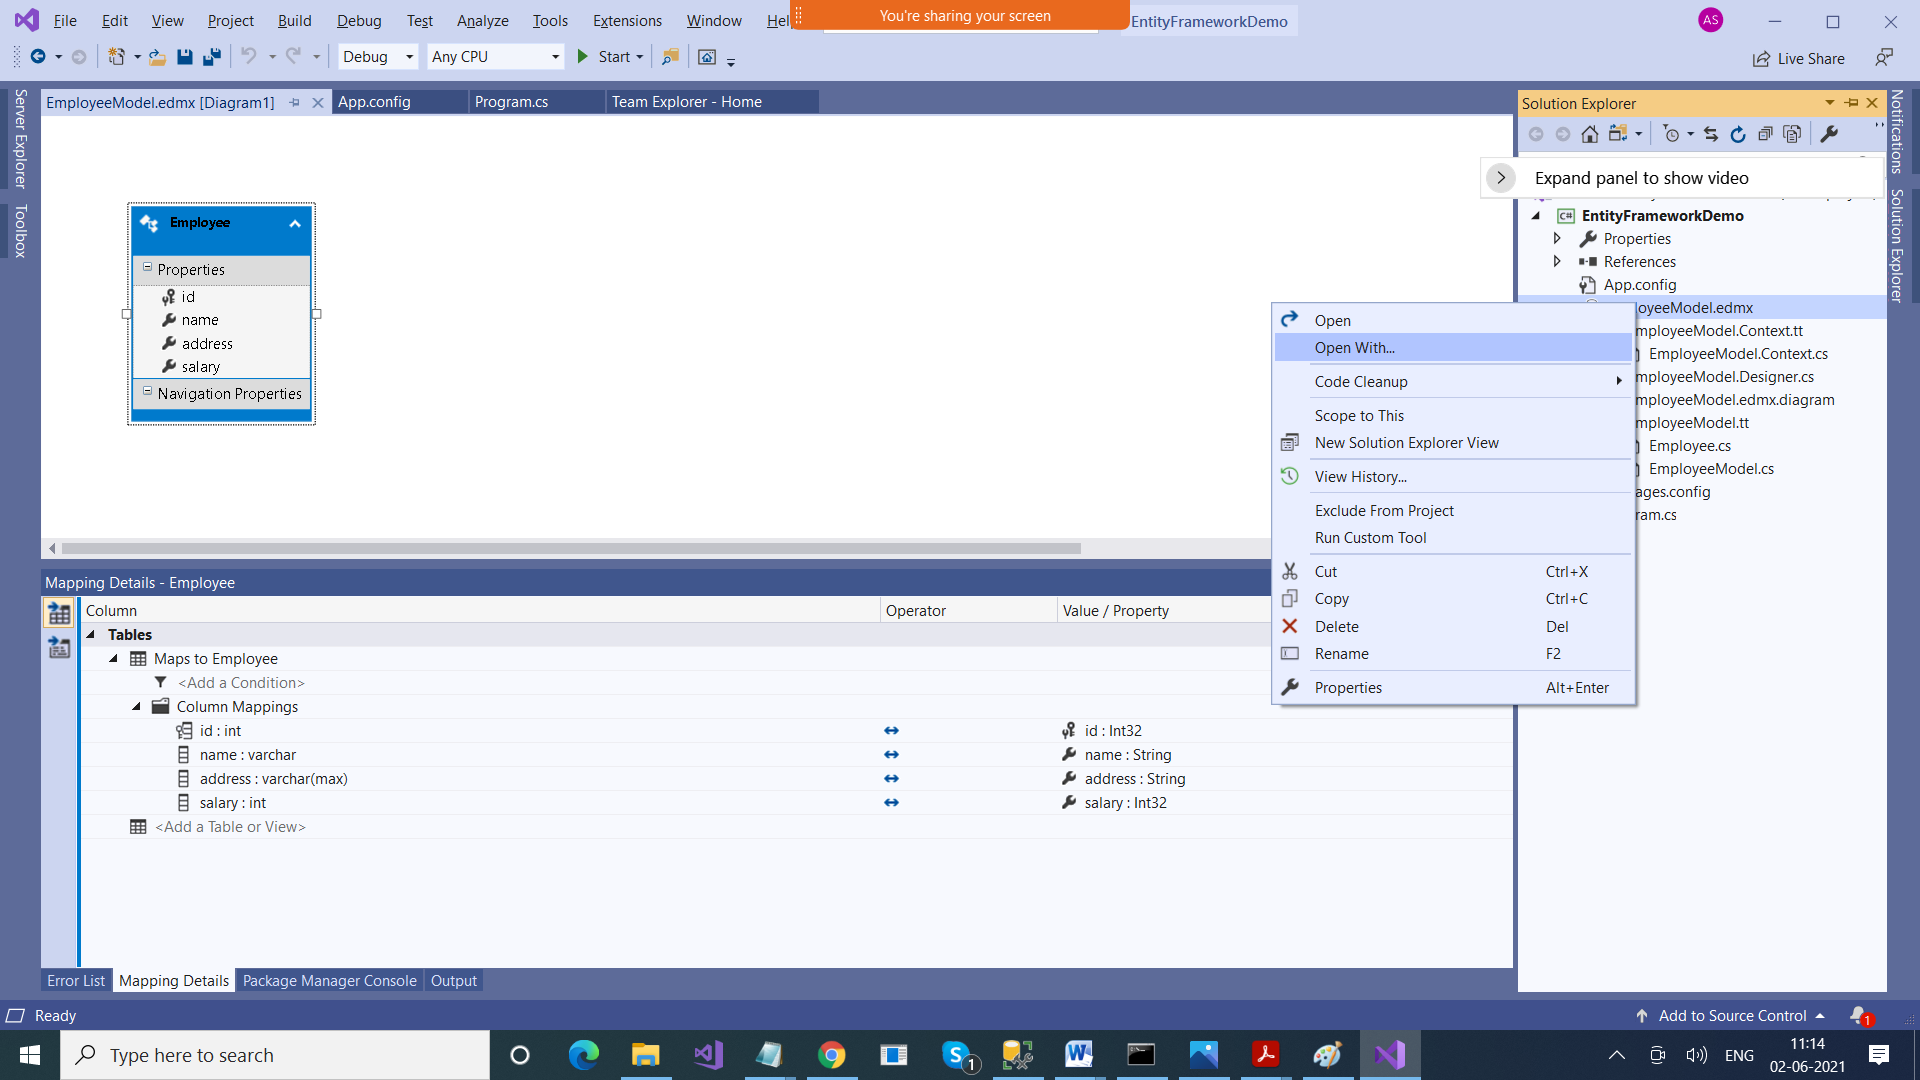 File Edit View Project Build Debug Test Analyze Tools Extensions Window Hel
You're sharing your screen
EntityFrameworkDemo
AS
Debug Any CPU Start
Live Share
Server Explorer
Toolbox
EmployeeModel.edmx [Diagram1] App.config Program.cs Team Explorer - Home
Employee
Properties
id
name
address
salary
Navigation Properties
Solution Explorer
Expand panel to show video
C# EntityFrameworkDemo
Properties
References
App.config
loyeeModel.edmx
mployeeModel.Context.tt
EmployeeModel.Context.cs
mployeeModel.Designer.cs
mployeeModel.edmx.diagram
mployeeModel.tt
Employee.cs
EmployeeModel.cs
ages.config
ram.cs
Notifications
Solution Explorer
Open
Open With...
Code Cleanup
Scope to This
New Solution Explorer View
View History...
Exclude From Project
Run Custom Tool
Cut Ctrl+X
Copy Ctrl+C
Delete Del
Rename F2
Properties Alt+Enter
Mapping Details - Employee
Column Operator Value / Property
Tables
Maps to Employee
<Add a Condition>
Column Mappings
id : int id : Int32
name : varchar name : String
address : varchar(max) address : String
salary : int salary : Int32
<Add a Table or View>
Error List Mapping Details Package Manager Console Output
Ready
Add to Source Control 1
Type here to search
1
ENG
11:14
02-06-2021